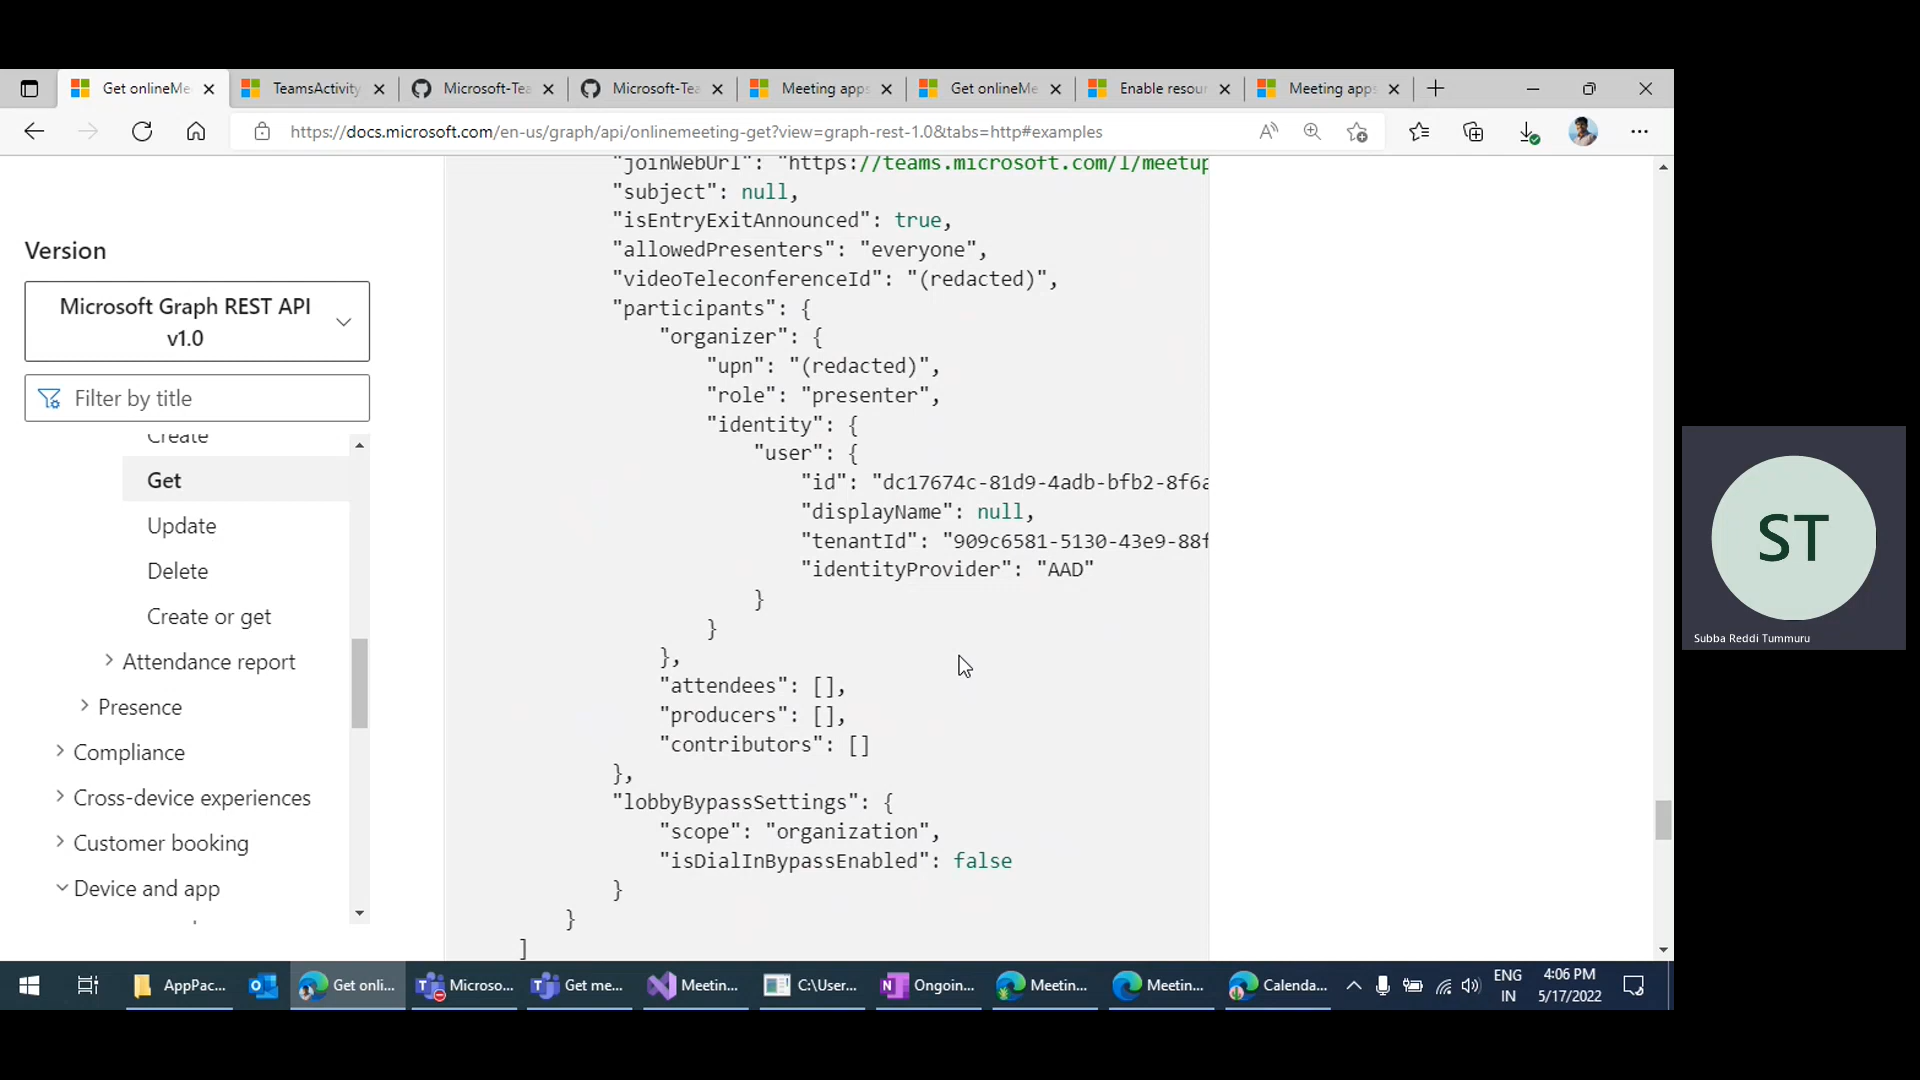 Get onlineMe
TeamsActivity
Microsoft-Tea
Microsoft-Tea
Meeting apps
Get onlineMe
Enable resou
Meeting apps
https://docs.microsoft.com/en-us/graph/api/onlinemeeting-get?view=graph-rest-1.0&tabs=http#examples
Version
Microsoft Graph REST API
v1.0
Filter by title
Create
Get
Update
Delete
Create or get
Attendance report
Presence
Compliance
Cross-device experiences
Customer booking
Device and app
"joinWebUrl": "https://teams.microsoft.com/l/meetup
"subject": null,
"isEntryExitAnnounced": true,
"allowedPresenters": "everyone",
"videoTeleconferenceId": "(redacted)",
"participants": {
"organizer": {
"upn": "(redacted)",
"role": "presenter",
"identity": {
"user": {
"id": "dc17674c-81d9-4adb-bfb2-8f6a
"displayName": null,
"tenantId": "909c6581-5130-43e9-88f
"identityProvider": "AAD"
}
}
},
"attendees": [],
"producers": [],
"contributors": []
},
"lobbyBypassSettings": {
"scope": "organization",
"isDialInBypassEnabled": false
}
}
]
ST
Subba Reddi Tummuru
AppPac...
Get onli...
Microso...
Get me...
Meetin...
C:\User...
Ongoin...
Meetin...
Meetin...
Calenda...
ENG
IN
4:06 PM
5/17/2022